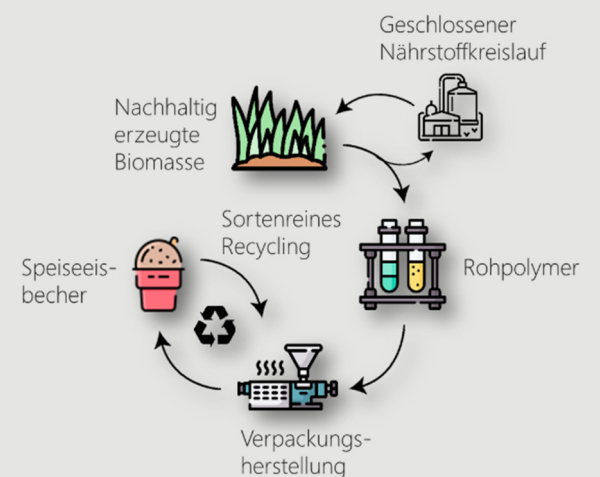 Geschlossener
Nährstoffkreislauf
Nachhaltig
erzeugte
Biomasse
Sortenreines
Recycling
Speiseeis-
becher
Rohpolymer
Verpackungs-
herstellung